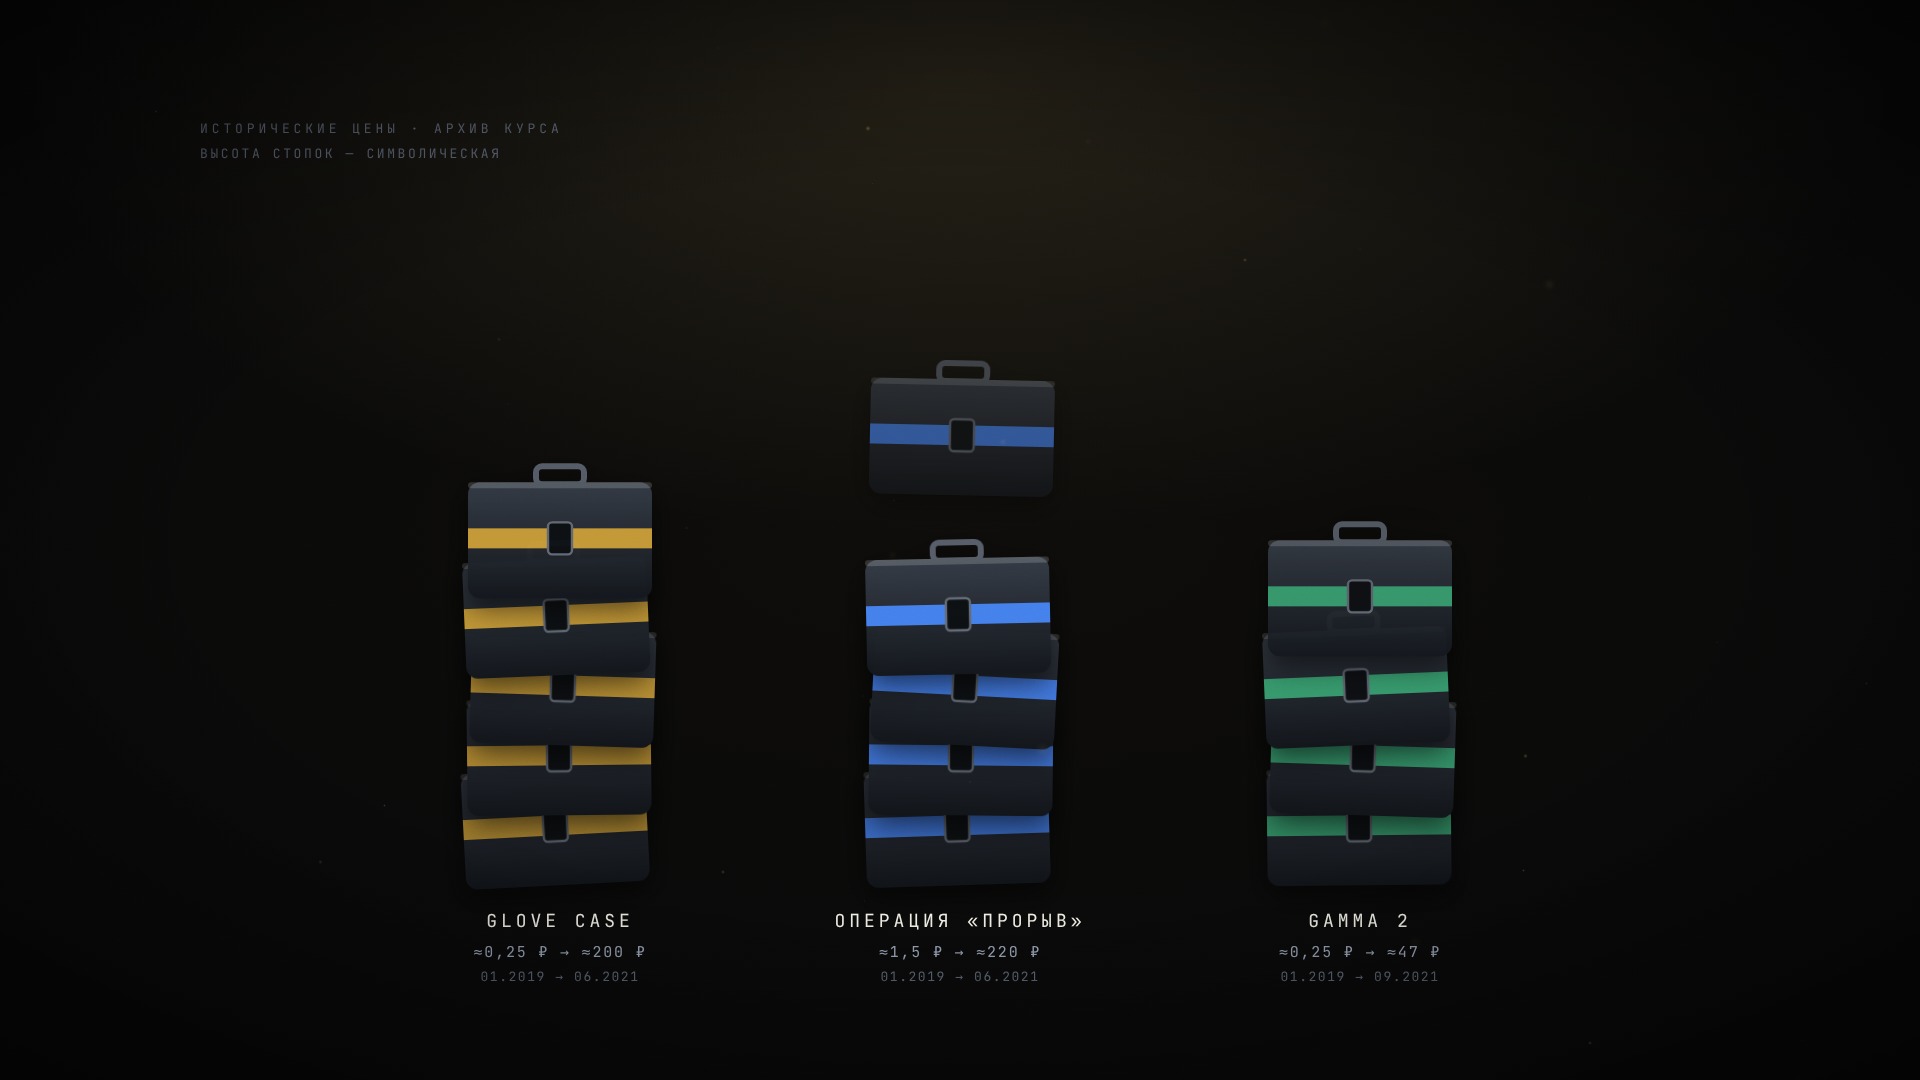 ИСТОРИЧЕСКИЕ ЦЕНЫ · АРХИВ КУРСА
ВЫСОТА СТОПОК — СИМВОЛИЧЕСКАЯ
GLOVE CASE
≈0,25 ₽ → ≈200 ₽
01.2019 → 06.2021
ОПЕРАЦИЯ «ПРОРЫВ»
≈1,5 ₽ → ≈220 ₽
01.2019 → 06.2021
GAMMA 2
≈0,25 ₽ → ≈47 ₽
01.2019 → 09.2021